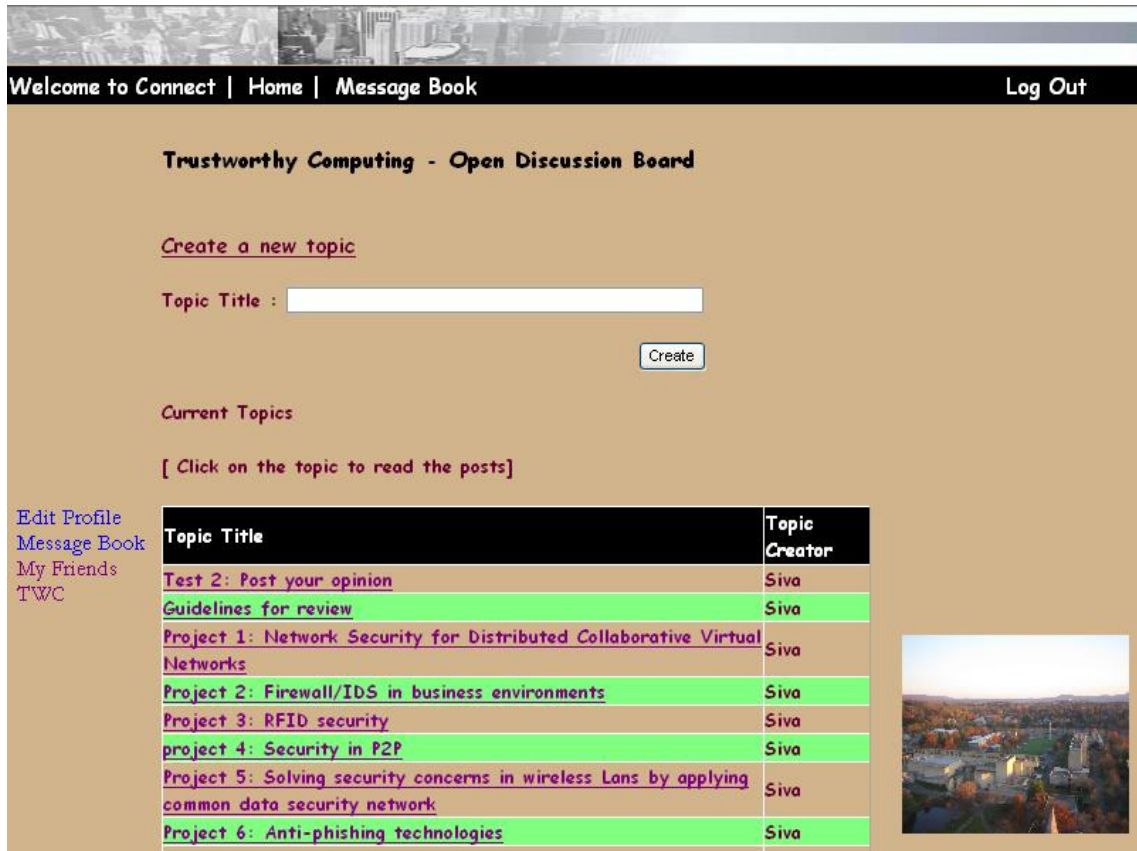 Welcome to Connect | Home | Message Book Log Out
Trustworthy Computing - Open Discussion Board
Create a new topic
Topic Title :
Create
Current Topics
[ Click on the topic to read the posts]
Edit Profile
Message Book
My Friends
TWC
Topic Title Topic
Creator
Test 2: Post your opinion Siva
Guidelines for review Siva
Project 1: Network Security for Distributed Collaborative Virtual
Networks Siva
Project 2: Firewall/IDS in business environments Siva
Project 3: RFID security Siva
project 4: Security in P2P Siva
Project 5: Solving security concerns in wireless Lans by applying
common data security network Siva
Project 6: Anti-phishing technologies Siva